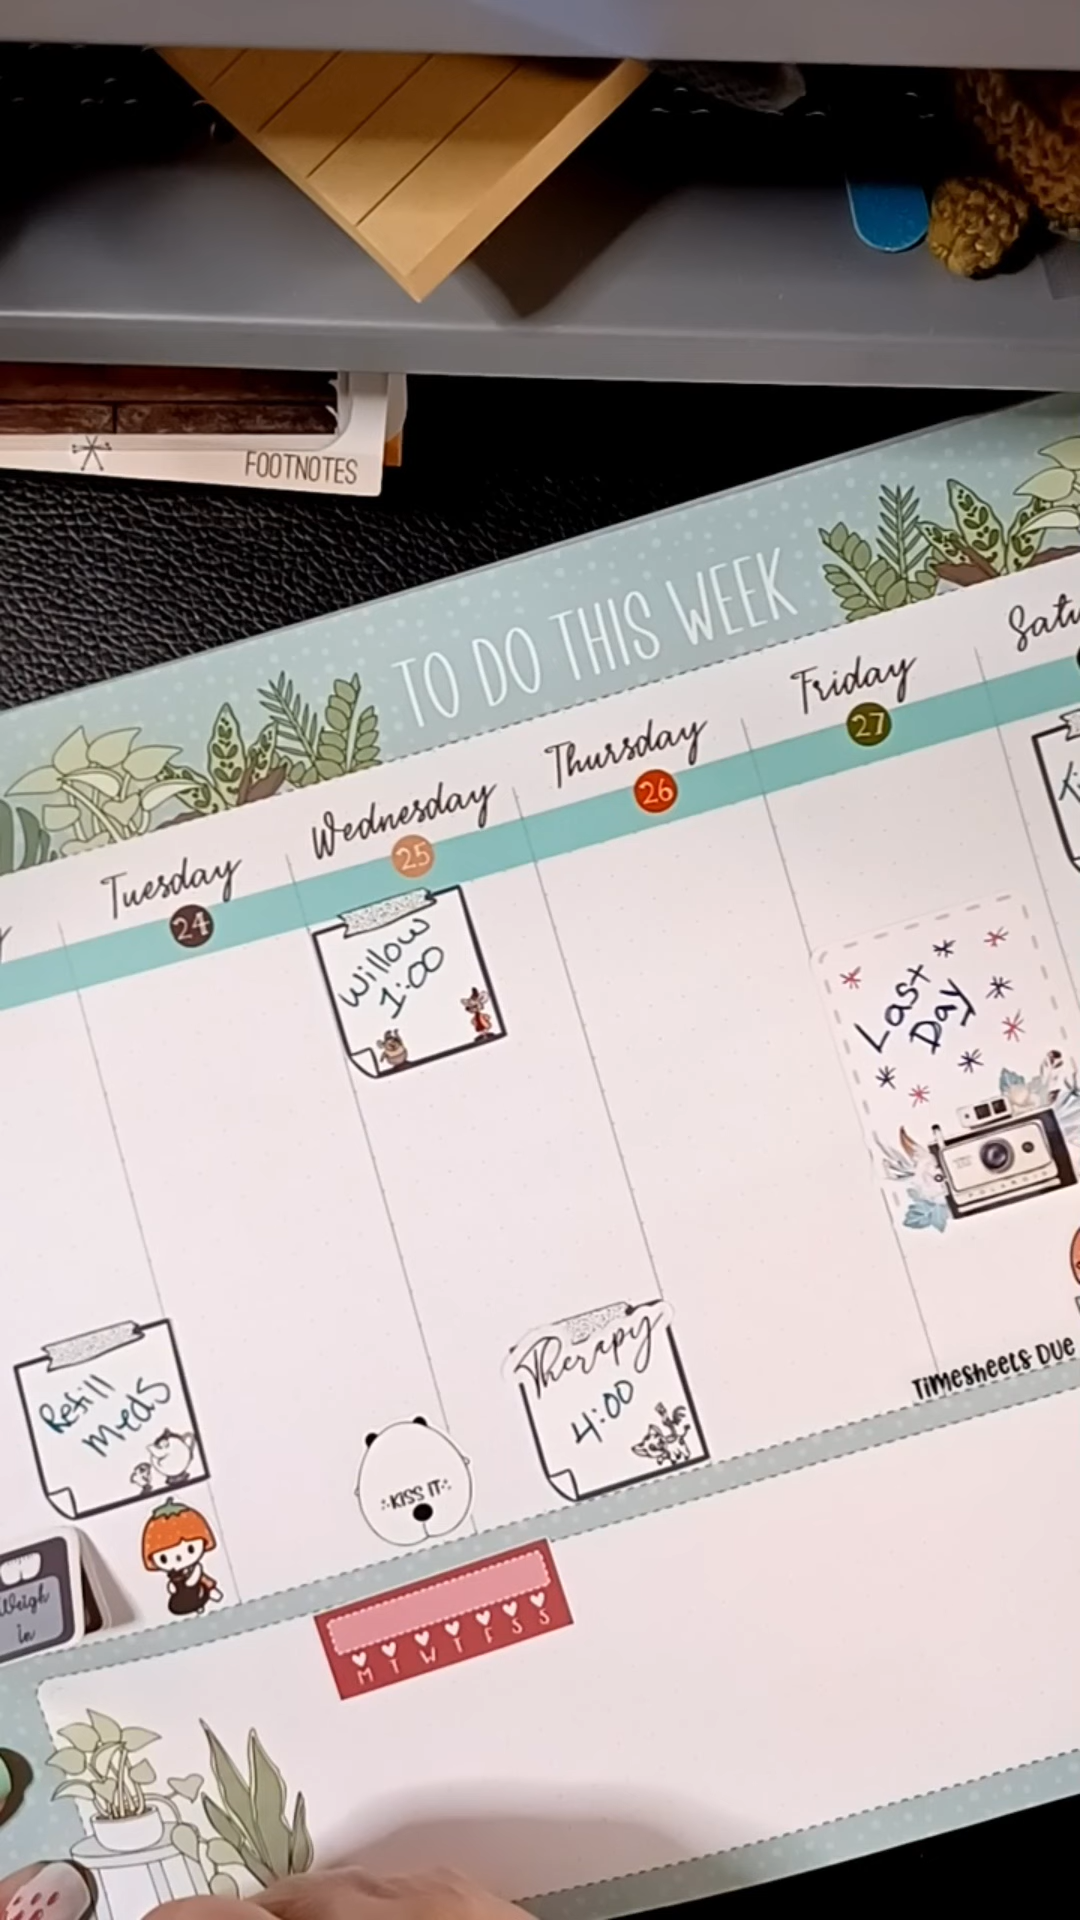 FOOTNOTES
TO DO THIS WEEK
Tuesday
Wednesday
Thursday
Friday
24
25
26
27
Willow
1:00
Last
Day
Refill
meds
Therapy
4:00
Timesheets Due
KISS IT
Weigh
In
M T W T F S S